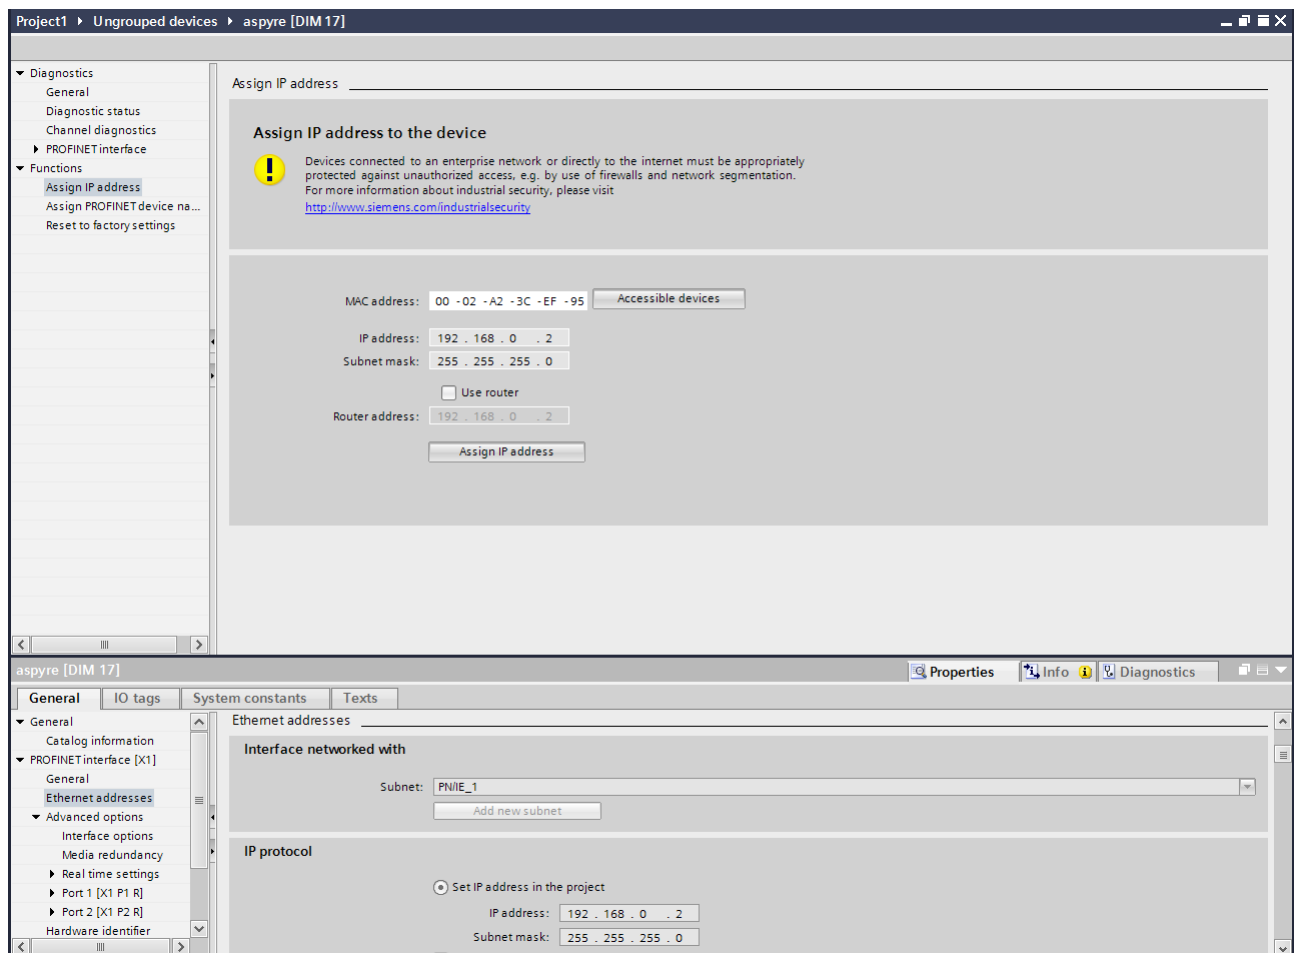 Project1 ▸ Ungrouped devices ▸ aspyre [DIM 17]
Diagnostics
General
Diagnostic status
Channel diagnostics
PROFINET interface
Functions
Assign IP address
Assign PROFINET device na...
Reset to factory settings
Assign IP address
Assign IP address to the device
Devices connected to an enterprise network or directly to the internet must be appropriately
protected against unauthorized access, e.g. by use of firewalls and network segmentation.
For more information about industrial security, please visit
http://www.siemens.com/industrialsecurity
MAC address: 00 -02 -A2 -3C -EF -95 Accessible devices
IP address: 192 . 168 . 0 . 2
Subnet mask: 255 . 255 . 255 . 0
Use router
Router address: 192 . 168 . 0 . 2
Assign IP address
aspyre [DIM 17]
Properties Info Diagnostics
General IO tags System constants Texts
General
Catalog information
PROFINET interface [X1]
General
Ethernet addresses
Advanced options
Interface options
Media redundancy
Real time settings
Port 1 [X1 P1 R]
Port 2 [X1 P2 R]
Hardware identifier
Ethernet addresses
Interface networked with
Subnet: PN/IE_1
Add new subnet
IP protocol
Set IP address in the project
IP address: 192 . 168 . 0 . 2
Subnet mask: 255 . 255 . 255 . 0